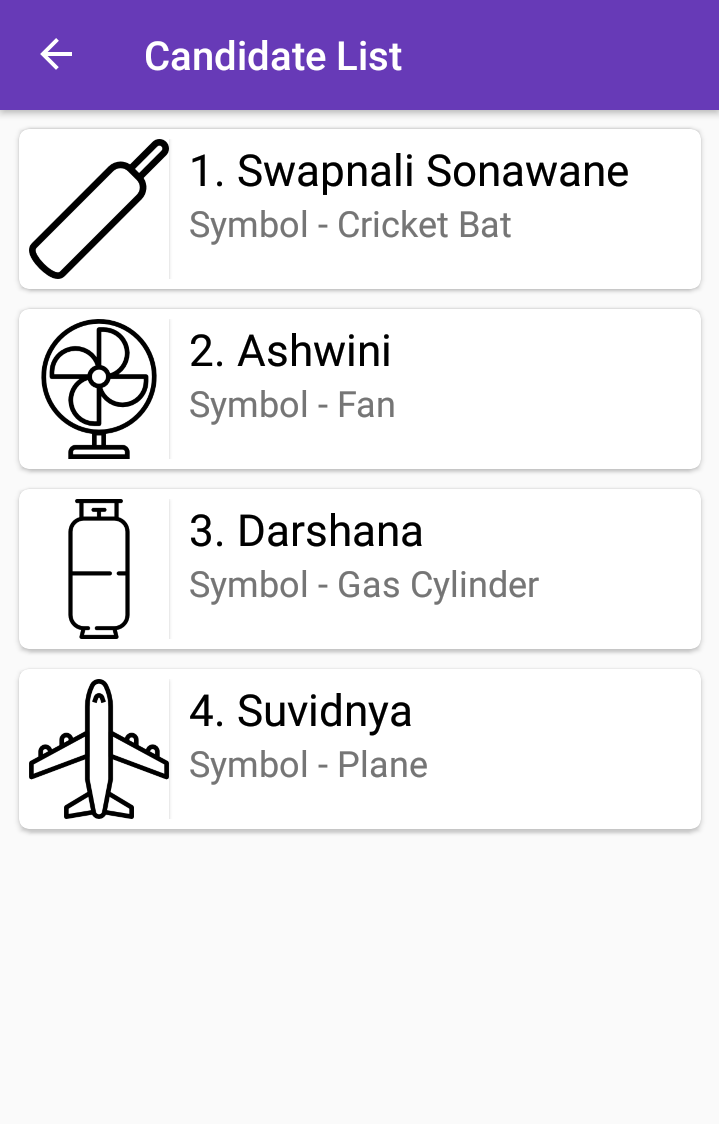 Candidate List
1. Swapnali Sonawane
Symbol - Cricket Bat
2. Ashwini
Symbol - Fan
3. Darshana
Symbol - Gas Cylinder
4. Suvidnya
Symbol - Plane